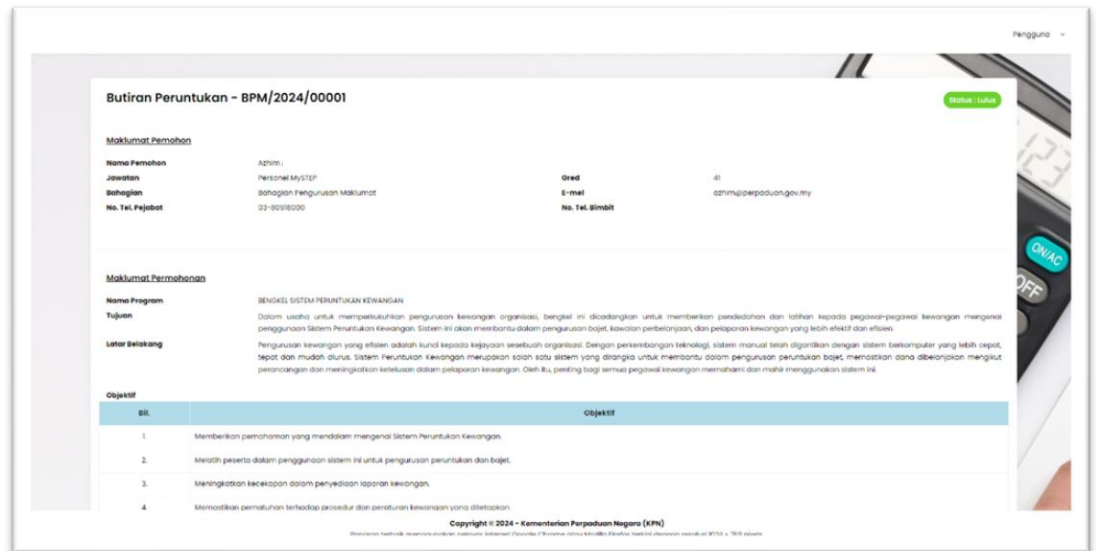 Pengguna
Butiran Peruntukan - BPM/2024/00001
Status : Lulus
Maklumat Pemohon
Nama Pemohon Azhim
Jawatan Personel MySTEP Gred 41
Bahagian Bahagian Pengurusan Maklumat E-mel azhim@perpaduan.gov.my
No. Tel. Pejabat 03-80918000 No. Tel. Bimbit
ON/AC
OFF
Maklumat Permohonan
Nama Program BENGKEL SISTEM PERUNTUKAN KEWANGAN
Tujuan Dalam usaha untuk memperkukuhkan pengurusan kewangan organisasi, bengkel ini dicadangkan untuk memberikan pendedahan dan latihan kepada pegawai-pegawai kewangan mengenai
penggunaan Sistem Peruntukan Kewangan. Sistem ini akan membantu dalam pengurusan bajet, kawalan perbelanjaan, dan pelaporan kewangan yang lebih efektif dan efisien.
Latar Belakang Pengurusan kewangan yang efisien adalah kunci kepada kejayaan sesebuah organisasi. Dengan perkembangan teknologi, sistem manual telah digantikan dengan sistem berkomputer yang lebih cepat,
tepat dan mudah diurus. Sistem Peruntukan Kewangan merupakan salah satu sistem yang dirangka untuk membantu dalam pengurusan peruntukan bajet, memastikan dana dibelanjakan mengikut
perancangan dan meningkatkan ketelusan dalam pelaporan kewangan. Oleh itu, penting bagi semua pegawai kewangan memahami dan mahir menggunakan sistem ini.
Objektif
Bil. Objektif
1. Memberikan pemahaman yang mendalam mengenai Sistem Peruntukan Kewangan.
2. Melatih peserta dalam penggunaan sistem ini untuk pengurusan peruntukan dan bajet.
3. Meningkatkan kecekapan dalam penyediaan laporan kewangan.
4. Memastikan pematuhan terhadap prosedur dan peraturan kewangan yang ditetapkan.
Copyright © 2024 - Kementerian Perpaduan Negara (KPN)